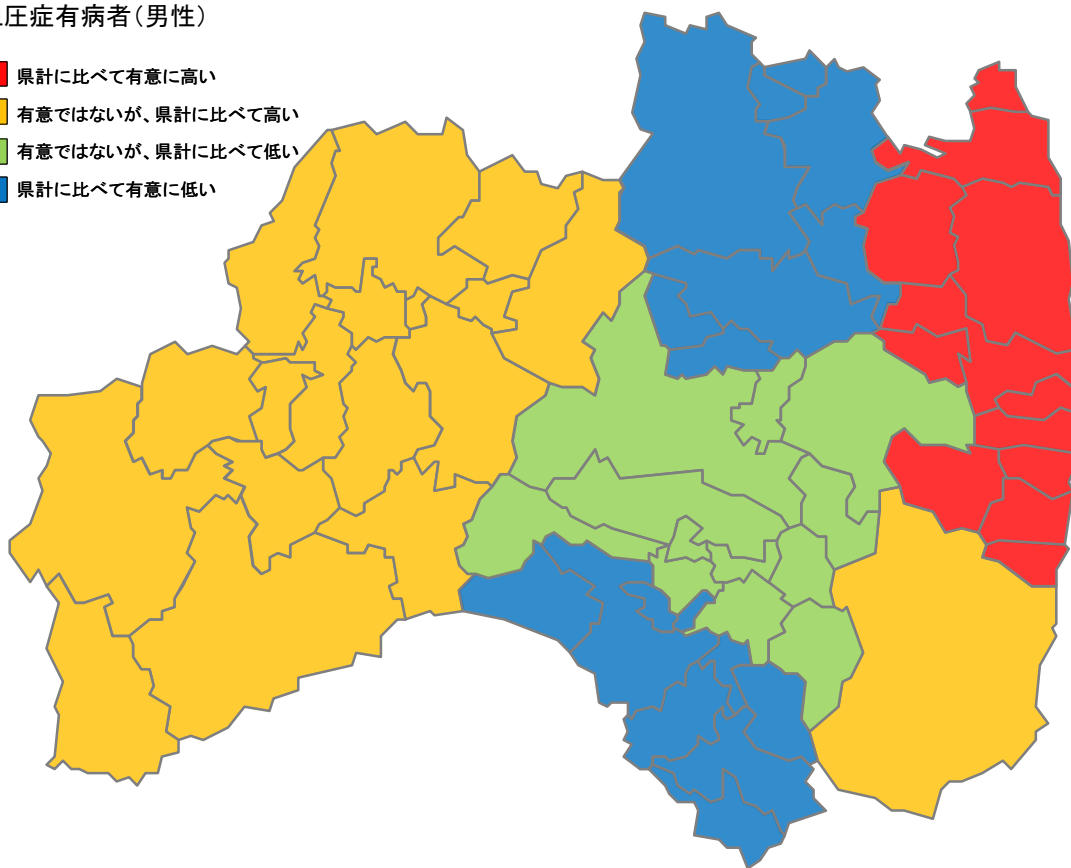 圧症有病者（男性）
県計に比べて有意に高い
有意ではないが、県計に比べて高い
有意ではないが、県計に比べて低い
県計に比べて有意に低い